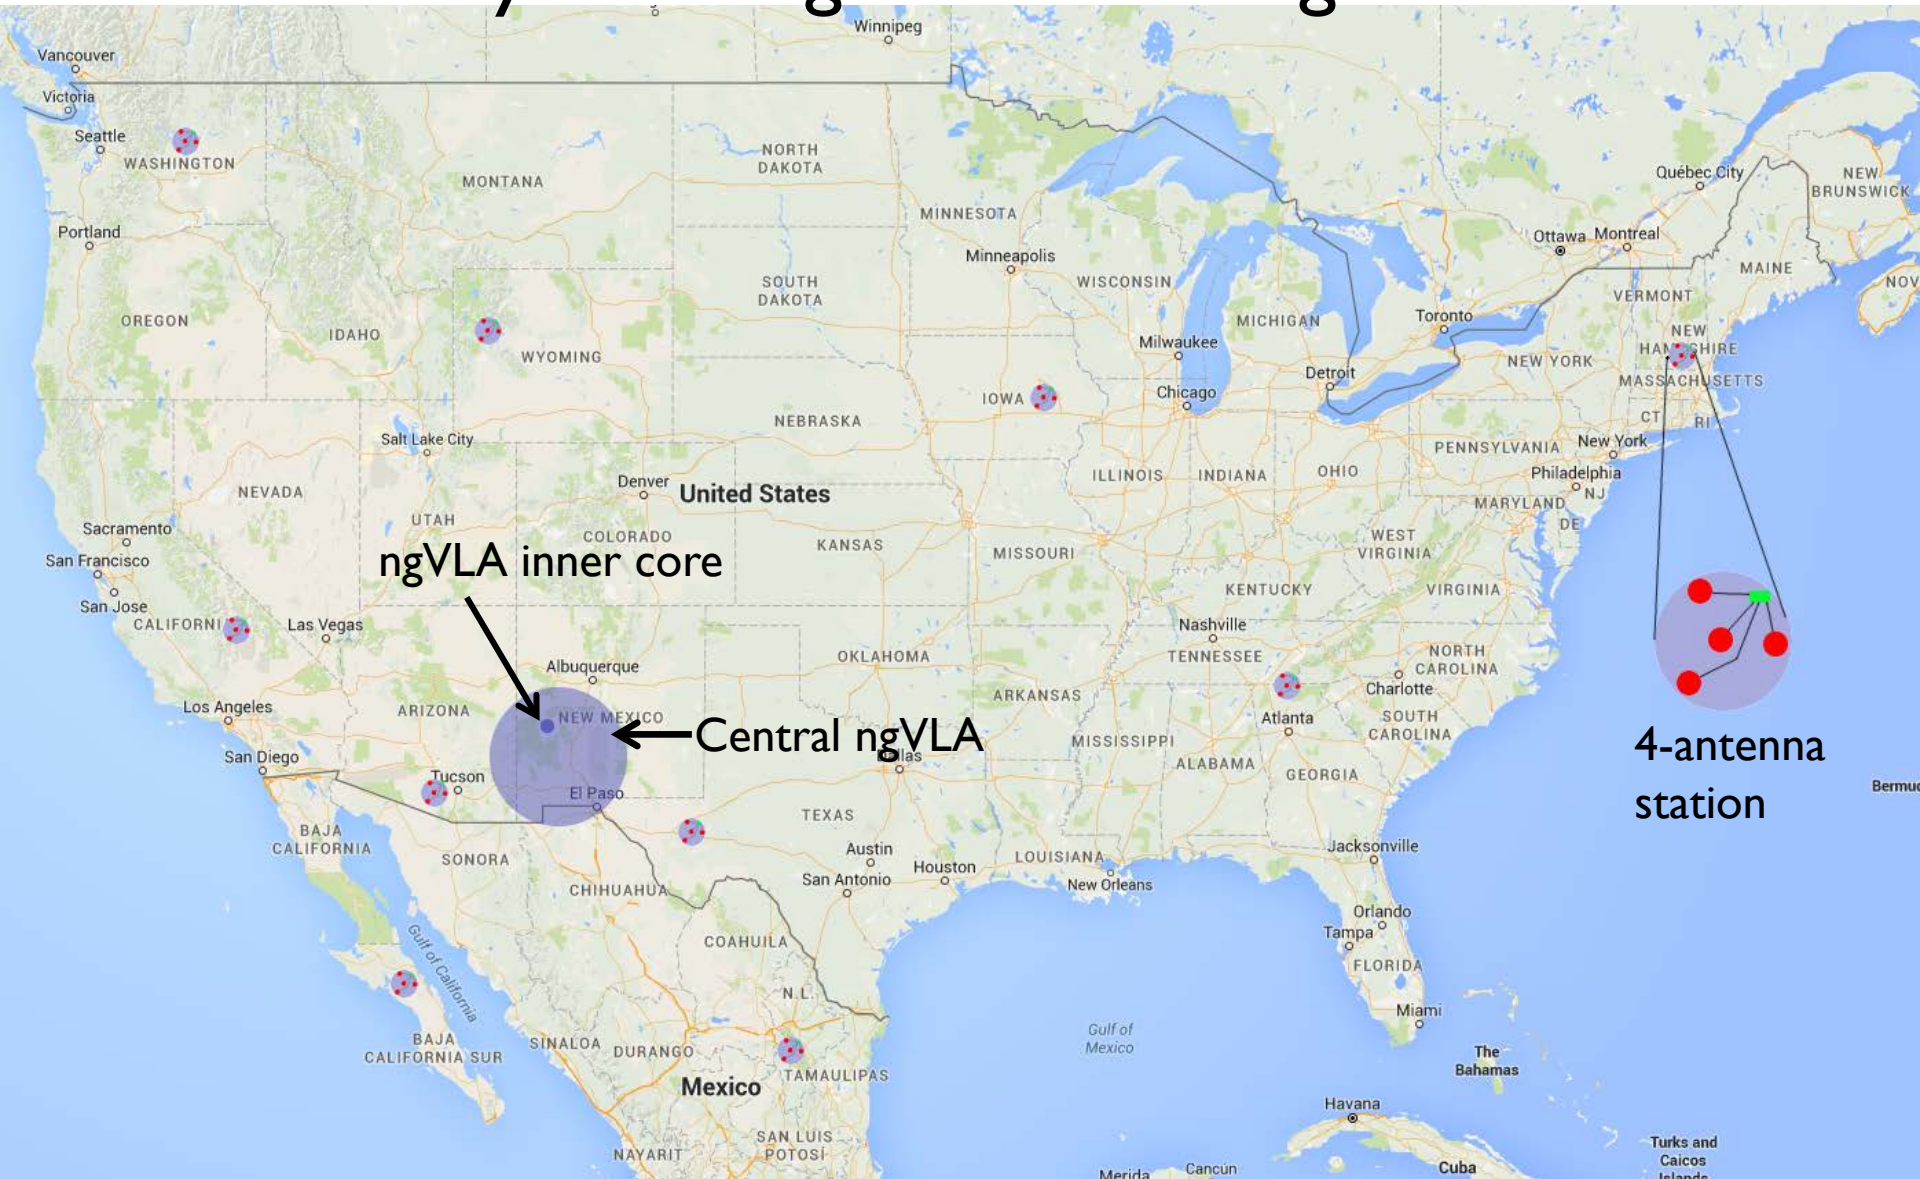 Winnipeg
Vancouver
Victoria
Seattle
WASHINGTON
MONTANA
NORTH
DAKOTA
MINNESOTA
Québec City
NEW
BRUNSWICK
Portland
Minneapolis
Ottawa
Montreal
MAINE
WISCONSIN
SOUTH
DAKOTA
VERMONT
NOV
OREGON
IDAHO
MICHIGAN
Toronto
NEW
HAMPSHIRE
WYOMING
Milwaukee
NEW YORK
Detroit
MASSACHUSETTS
IOWA
Chicago
CT
RI
NEBRASKA
Salt Lake City
PENNSYLVANIA
New York
Philadelphia
NJ
NEVADA
Denver
United States
ILLINOIS
INDIANA
OHIO
MARYLAND
DE
UTAH
Sacramento
COLORADO
KANSAS
MISSOURI
WEST
VIRGINIA
San Francisco
ngVLA inner core
KENTUCKY
VIRGINIA
San Jose
CALIFORNI
Las Vegas
Nashville
TENNESSEE
NORTH
CAROLINA
Albuquerque
OKLAHOMA
ARKANSAS
Charlotte
Los Angeles
ARIZONA
NEW MEXICO
Central ngVLA
Atlanta
SOUTH
CAROLINA
MISSISSIPPI
San Diego
Dallas
ALABAMA
GEORGIA
4-antenna
station
Tucson
El Paso
Bermu
TEXAS
BAJA
CALIFORNIA
SONORA
Austin
Houston
LOUISIANA
Jacksonville
San Antonio
CHIHUAHUA
New Orleans
Orlando
Tampa
COAHUILA
Gulf of California
FLORIDA
N.L.
Miami
BAJA
CALIFORNIA SUR
SINALOA
DURANGO
Gulf of
Mexico
The
Bahamas
TAMAULIPAS
Mexico
Havana
SAN LUIS
POTOSÍ
NAYARIT
Merida
Cancún
Cuba
Turks and
Caicos
Islands